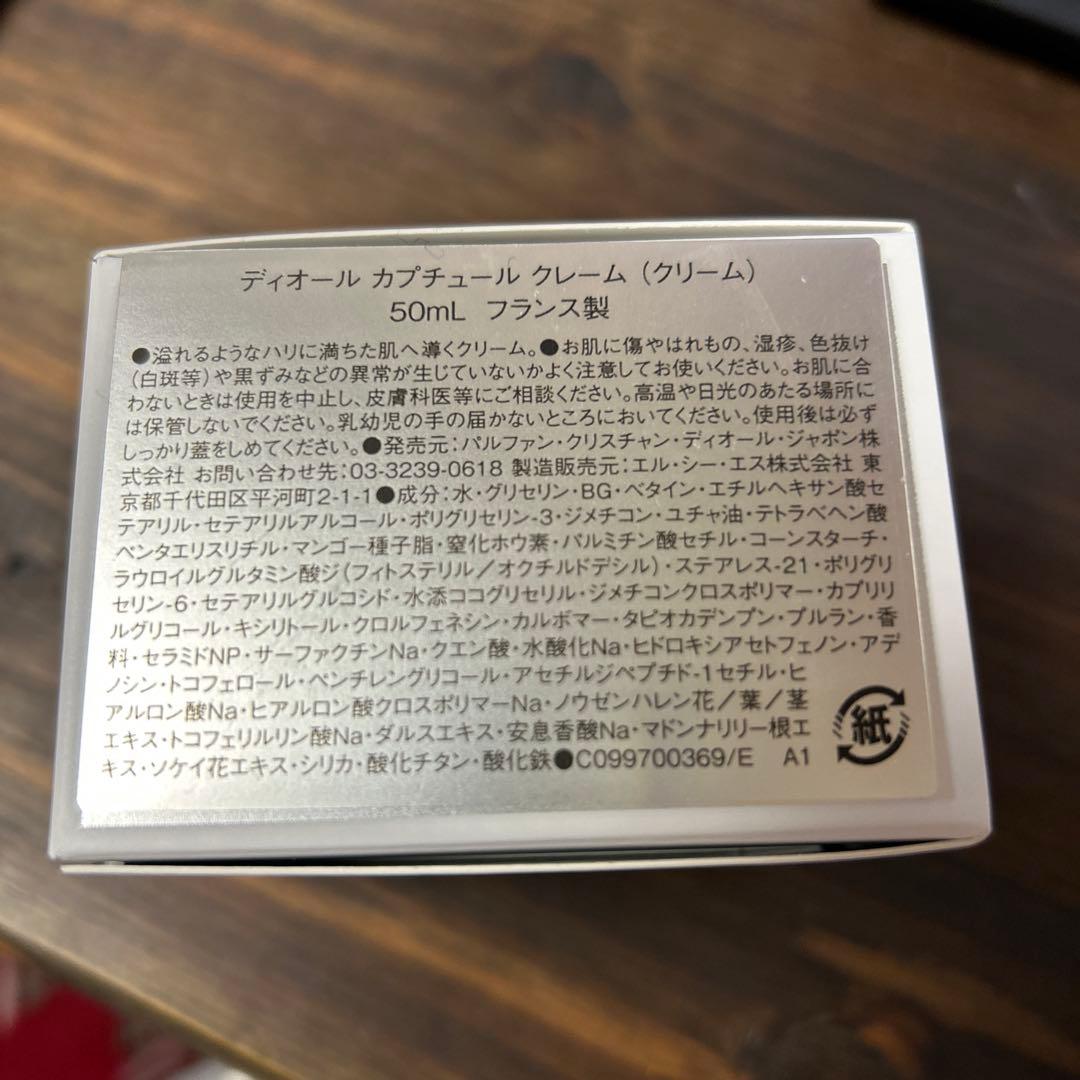 ディオール カプチュール クレーム（クリーム）
50mL フランス製
●溢れるようなハリに満ちた肌へ導くクリーム。●お肌に傷やはれもの、湿疹、色抜け
（白斑等）や黒ずみなどの異常が生じていないかよく注意してお使いください。お肌に合
わないときは使用を中止し、皮膚科医等にご相談ください。高温や日光のあたる場所に
は保管しないでください。乳幼児の手の届かないところにおいてください。使用後は必ず
しっかり蓋をしめてください。●発売元：パルファン・クリスチャン・ディオール・ジャポン株
式会社 お問い合わせ先：03-3239-0618 製造販売元：エル・シー・エス株式会社 東
京都千代田区平河町2-1-1●成分：水・グリセリン・BG・ベタイン・エチルヘキサン酸セ
テアリル・セテアリルアルコール・ポリグリセリン-3・ジメチコン・ユチャ油・テトラベヘン酸
ペンタエリスリチル・マンゴー種子脂・窒化ホウ素・パルミチン酸セチル・コーンスターチ・
ラウロイルグルタミン酸ジ（フィトステリル／オクチルドデシル）・ステアレス-21・ポリグリ
セリン-6・セテアリルグルコシド・水添ココグリセリル・ジメチコンクロスポリマー・カプリリ
ルグリコール・キシリトール・クロルフェネシン・カルボマー・タピオカデンプン・プルラン・香
料・セラミドNP・サーファクチンNa・クエン酸・水酸化Na・ヒドロキシアセトフェノン・アデ
ノシン・トコフェロール・ペンチレングリコール・アセチルジペプチド-1セチル・ヒ
アルロン酸Na・ヒアルロン酸クロスポリマーNa・ノウゼンハレン花／葉／茎
エキス・トコフェリルリン酸Na・ダルスエキス・安息香酸Na・マドンナリリー根エ
キス・ソケイ花エキス・シリカ・酸化チタン・酸化鉄●C099700369/E A1
紙